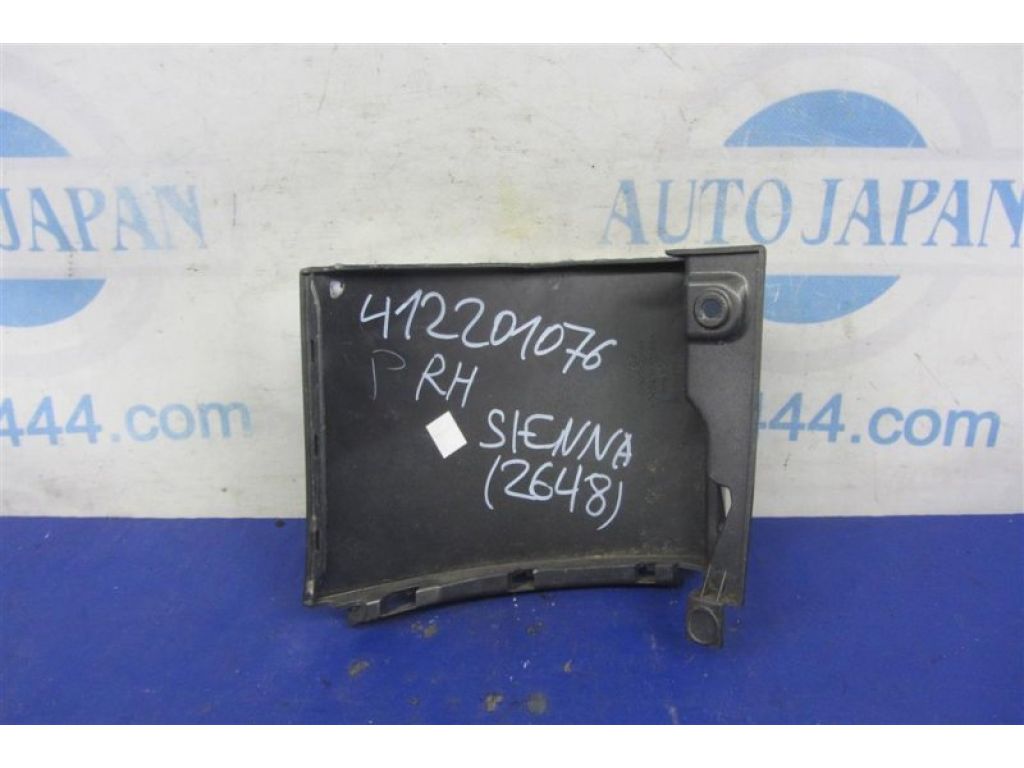 AUTO JAPAN
AUTO JAPAN
444.com
444.com
412201076
P RH
SIENNA
(2648)